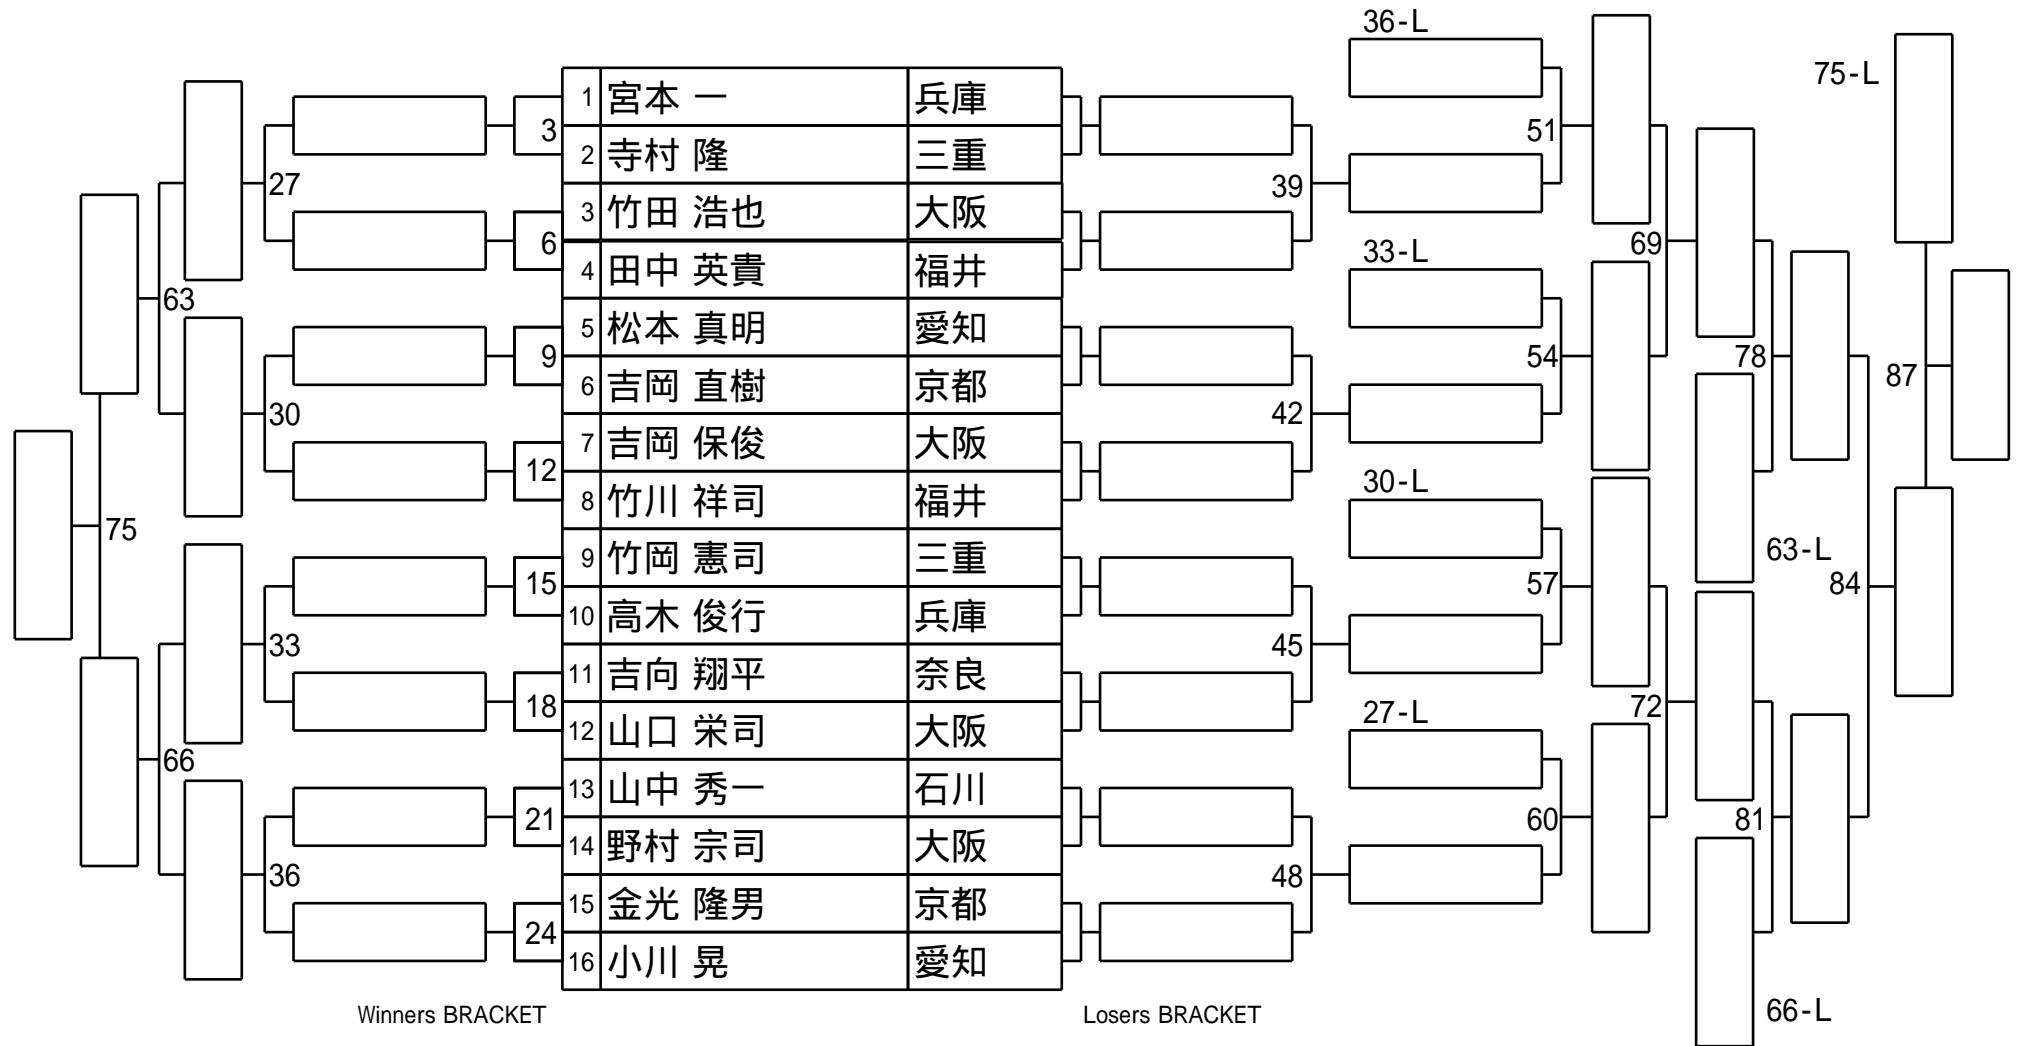 36-L
75-L
1 宮本 一 兵庫
3
51
2 寺村 隆 三重
27
39
3 竹田 浩也 大阪
6
69
4 田中 英貴 福井
33-L
63
5 松本 真明 愛知
9
54
78
6 吉岡 直樹 京都
87
30
42
7 吉岡 保俊 大阪
12
30-L
8 竹川 祥司 福井
75
9 竹岡 憲司 三重
63-L
15
57
84
10 高木 俊行 兵庫
33
45
11 吉向 翔平 奈良
18
27-L
72
12 山口 栄司 大阪
66
13 山中 秀一 石川
21
60
81
14 野村 宗司 大阪
36
48
15 金光 隆男 京都
24
16 小川 晃 愛知
66-L
Winners BRACKET
Losers BRACKET